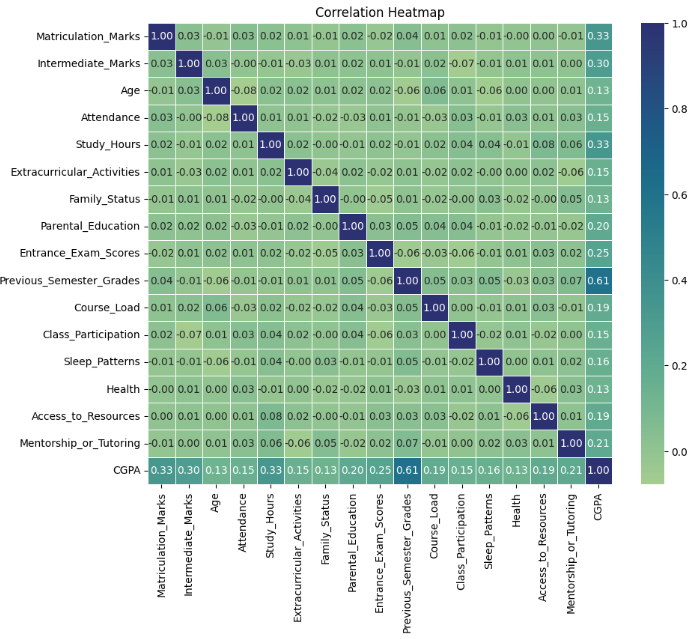 Correlation Heatmap
Matriculation_Marks 1.00 0.03 -0.01 0.03 0.02 0.01 -0.01 0.02 -0.02 0.04 0.01 0.02 -0.01 -0.00 0.00 -0.01 0.33
Intermediate_Marks 0.03 1.00 0.03 -0.00 -0.01 -0.03 0.01 0.02 0.01 -0.01 0.02 -0.07 -0.01 0.01 0.01 0.00 0.30
Age -0.01 0.03 1.00 -0.08 0.02 0.02 0.01 0.02 0.02 -0.06 0.06 0.01 -0.06 0.00 0.00 0.01 0.13
Attendance 0.03 -0.00 -0.08 1.00 0.01 0.01 -0.02 -0.03 0.01 -0.01 -0.03 0.03 -0.01 0.03 0.01 0.03 0.15
Study_Hours 0.02 -0.01 0.02 0.01 1.00 0.02 -0.00 -0.01 0.02 -0.01 0.02 0.04 0.04 -0.01 0.08 0.06 0.33
Extracurricular_Activities 0.01 -0.03 0.02 0.01 0.02 1.00 -0.04 0.02 0.02 0.01 -0.02 0.02 -0.00 0.00 0.02 -0.06 0.15
Family_Status -0.01 0.01 0.01 -0.02 -0.00 -0.04 1.00 -0.00 -0.05 0.01 -0.02 -0.00 0.03 -0.02 -0.00 0.05 0.13
Parental_Education 0.02 0.02 0.02 -0.03 -0.01 0.02 -0.00 1.00 0.03 0.05 0.04 0.04 -0.01 -0.02 -0.01 -0.02 0.20
Entrance_Exam_Scores -0.02 0.01 0.02 0.01 0.02 -0.02 -0.05 0.03 1.00 -0.06 -0.03 -0.06 -0.01 0.01 0.03 0.02 0.25
Previous_Semester_Grades 0.04 -0.01 -0.06 -0.01 -0.01 0.01 0.01 0.05 -0.06 1.00 0.05 0.03 0.05 -0.03 0.03 0.07 0.61
Course_Load 0.01 0.02 0.06 -0.03 0.02 -0.02 -0.02 0.04 -0.03 0.05 1.00 -0.02 -0.01 0.01 0.03 -0.01 0.19
Class_Participation 0.02 -0.07 0.01 0.03 0.04 0.02 -0.00 0.04 -0.06 0.03 -0.02 1.00 -0.02 0.01 -0.02 0.00 0.15
Sleep_Patterns -0.01 -0.01 -0.06 -0.01 0.04 -0.00 0.03 -0.01 -0.01 0.05 -0.01 -0.02 1.00 0.00 0.01 0.02 0.16
Health -0.00 0.01 0.00 0.03 -0.01 0.00 -0.02 -0.02 0.01 -0.03 0.01 0.01 0.00 1.00 -0.06 0.03 0.13
Access_to_Resources 0.00 0.01 0.00 0.01 0.08 0.02 -0.00 -0.01 0.03 0.03 0.03 -0.02 0.01 -0.06 1.00 0.01 0.19
Mentorship_or_Tutoring -0.01 0.00 0.01 0.03 0.06 -0.06 0.05 -0.02 0.02 0.07 -0.01 0.00 0.02 0.03 0.01 1.00 0.21
CGPA 0.33 0.30 0.13 0.15 0.33 0.15 0.13 0.20 0.25 0.61 0.19 0.15 0.16 0.13 0.19 0.21 1.00
Matriculation_Marks
Intermediate_Marks
Age
Attendance
Study_Hours
Extracurricular_Activities
Family_Status
Parental_Education
Entrance_Exam_Scores
Previous_Semester_Grades
Course_Load
Class_Participation
Sleep_Patterns
Health
Access_to_Resources
Mentorship_or_Tutoring
CGPA
1.0
0.8
0.6
0.4
0.2
0.0